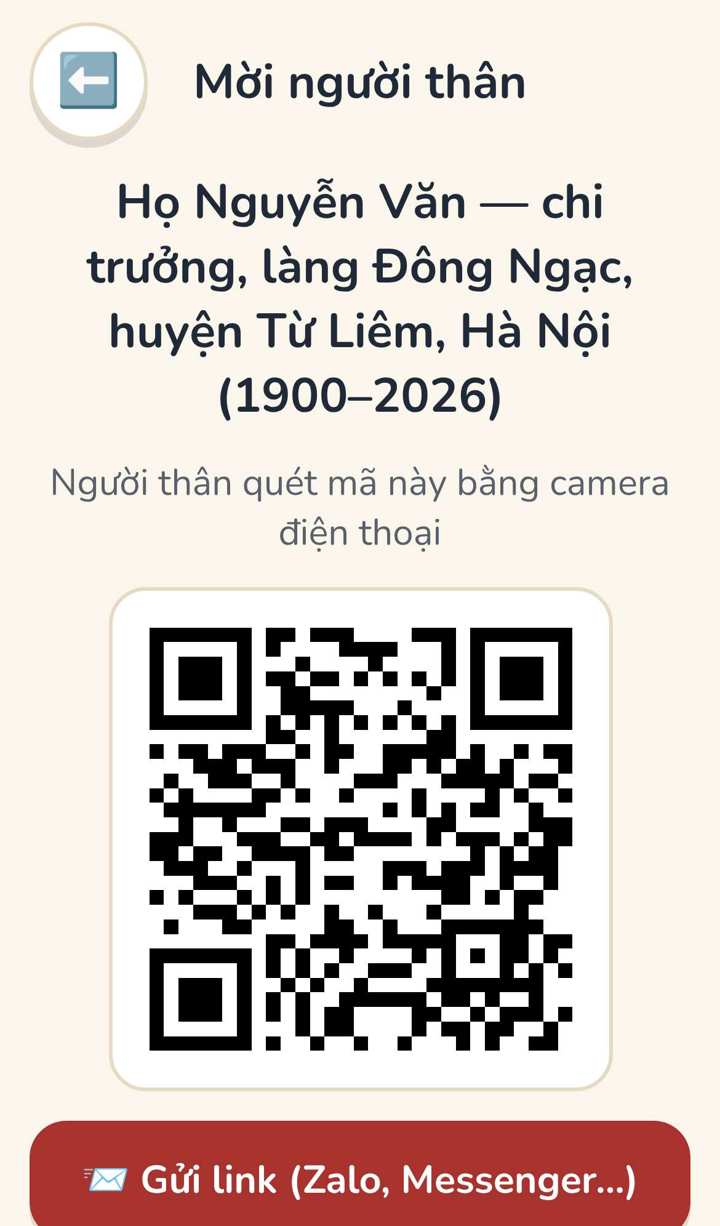 Mời người thân
Họ Nguyễn Văn — chi
trưởng, làng Đông Ngạc,
huyện Từ Liêm, Hà Nội
(1900–2026)
Người thân quét mã này bằng camera
điện thoại
Gửi link (Zalo, Messenger...)